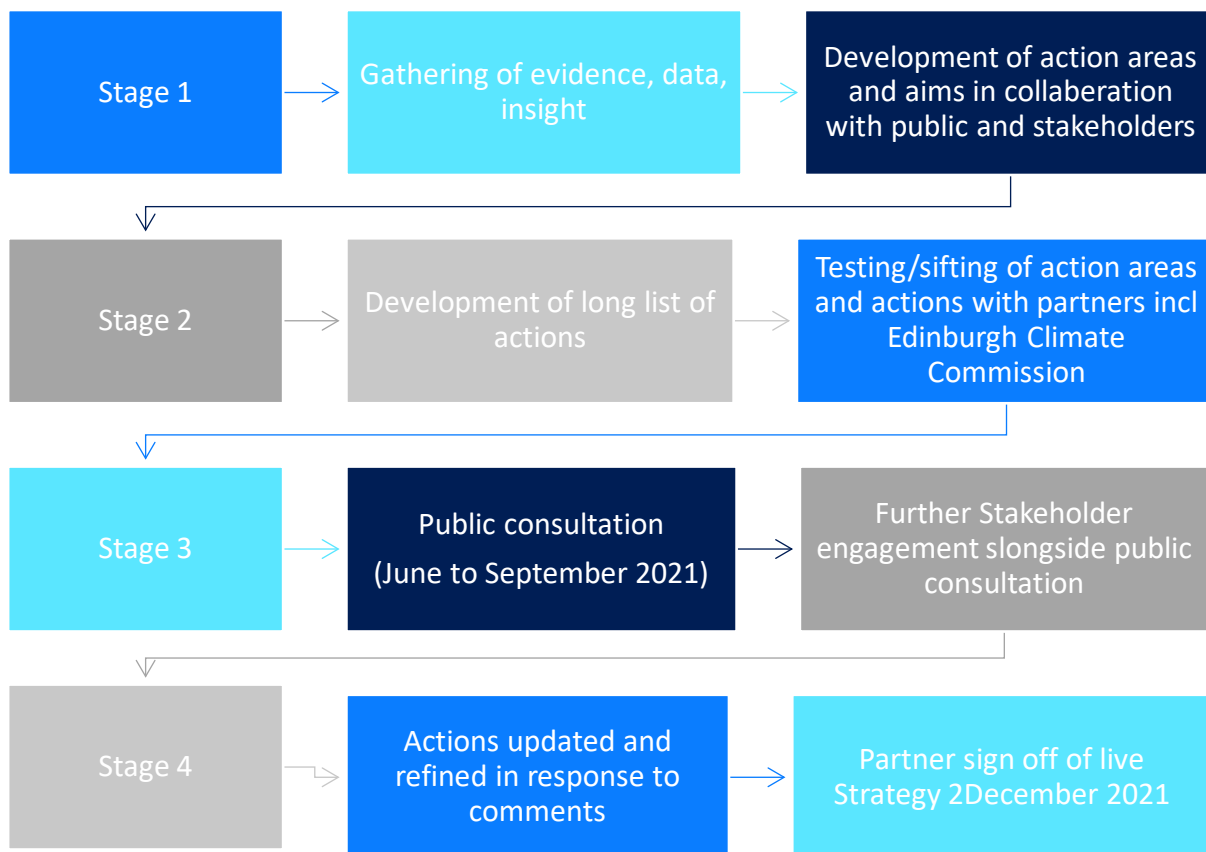 Stage 1
Gathering of evidence, data,
insight
Development of action areas
and aims in collaberation
with public and stakeholders
Stage 2
Development of long list of
actions
Testing/sifting of action areas
and actions with partners incl
Edinburgh Climate
Commission
Stage 3
Public consultation
(June to September 2021)
Further Stakeholder
engagement slongside public
consultation
Stage 4
Actions updated and
refined in response to
comments
Partner sign off of live
Strategy 2December 2021